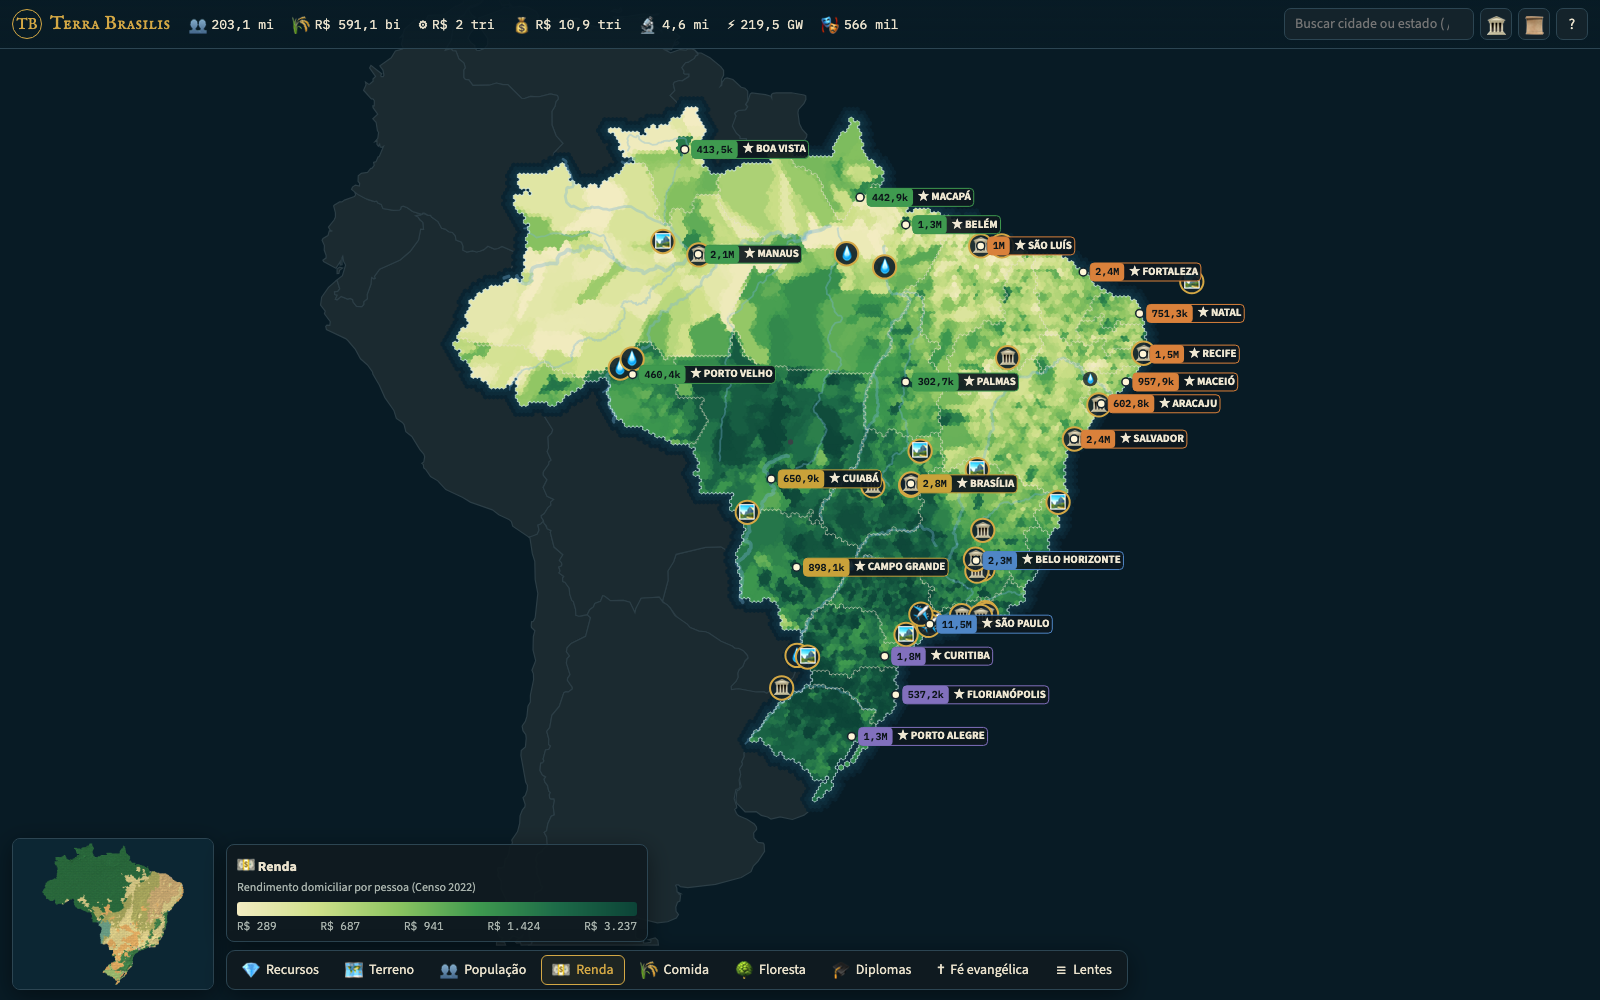 TB TERRA BRASILIS
203,1 mi
R$ 591,1 bi
R$ 2 tri
R$ 10,9 tri
4,6 mi
219,5 GW
566 mil
Buscar cidade ou estado ( /
?
413,5k ★ BOA VISTA
442,9k ★ MACAPÁ
1,3M ★ BELÉM
1M ★ SÃO LUÍS
2,1M ★ MANAUS
2,4M ★ FORTALEZA
751,3k ★ NATAL
1,5M ★ RECIFE
460,4k ★ PORTO VELHO
302,7k ★ PALMAS
957,9k ★ MACEIÓ
602,8k ★ ARACAJU
2,4M ★ SALVADOR
650,9k ★ CUIABÁ
2,8M ★ BRASÍLIA
2,3M ★ BELO HORIZONTE
898,1k ★ CAMPO GRANDE
11,5M ★ SÃO PAULO
1,8M ★ CURITIBA
537,2k ★ FLORIANÓPOLIS
1,3M ★ PORTO ALEGRE
Renda
Rendimento domiciliar por pessoa (Censo 2022)
R$ 289 R$ 687 R$ 941 R$ 1.424 R$ 3.237
Recursos Terreno População Renda Comida Floresta Diplomas ✝ Fé evangélica ≡ Lentes